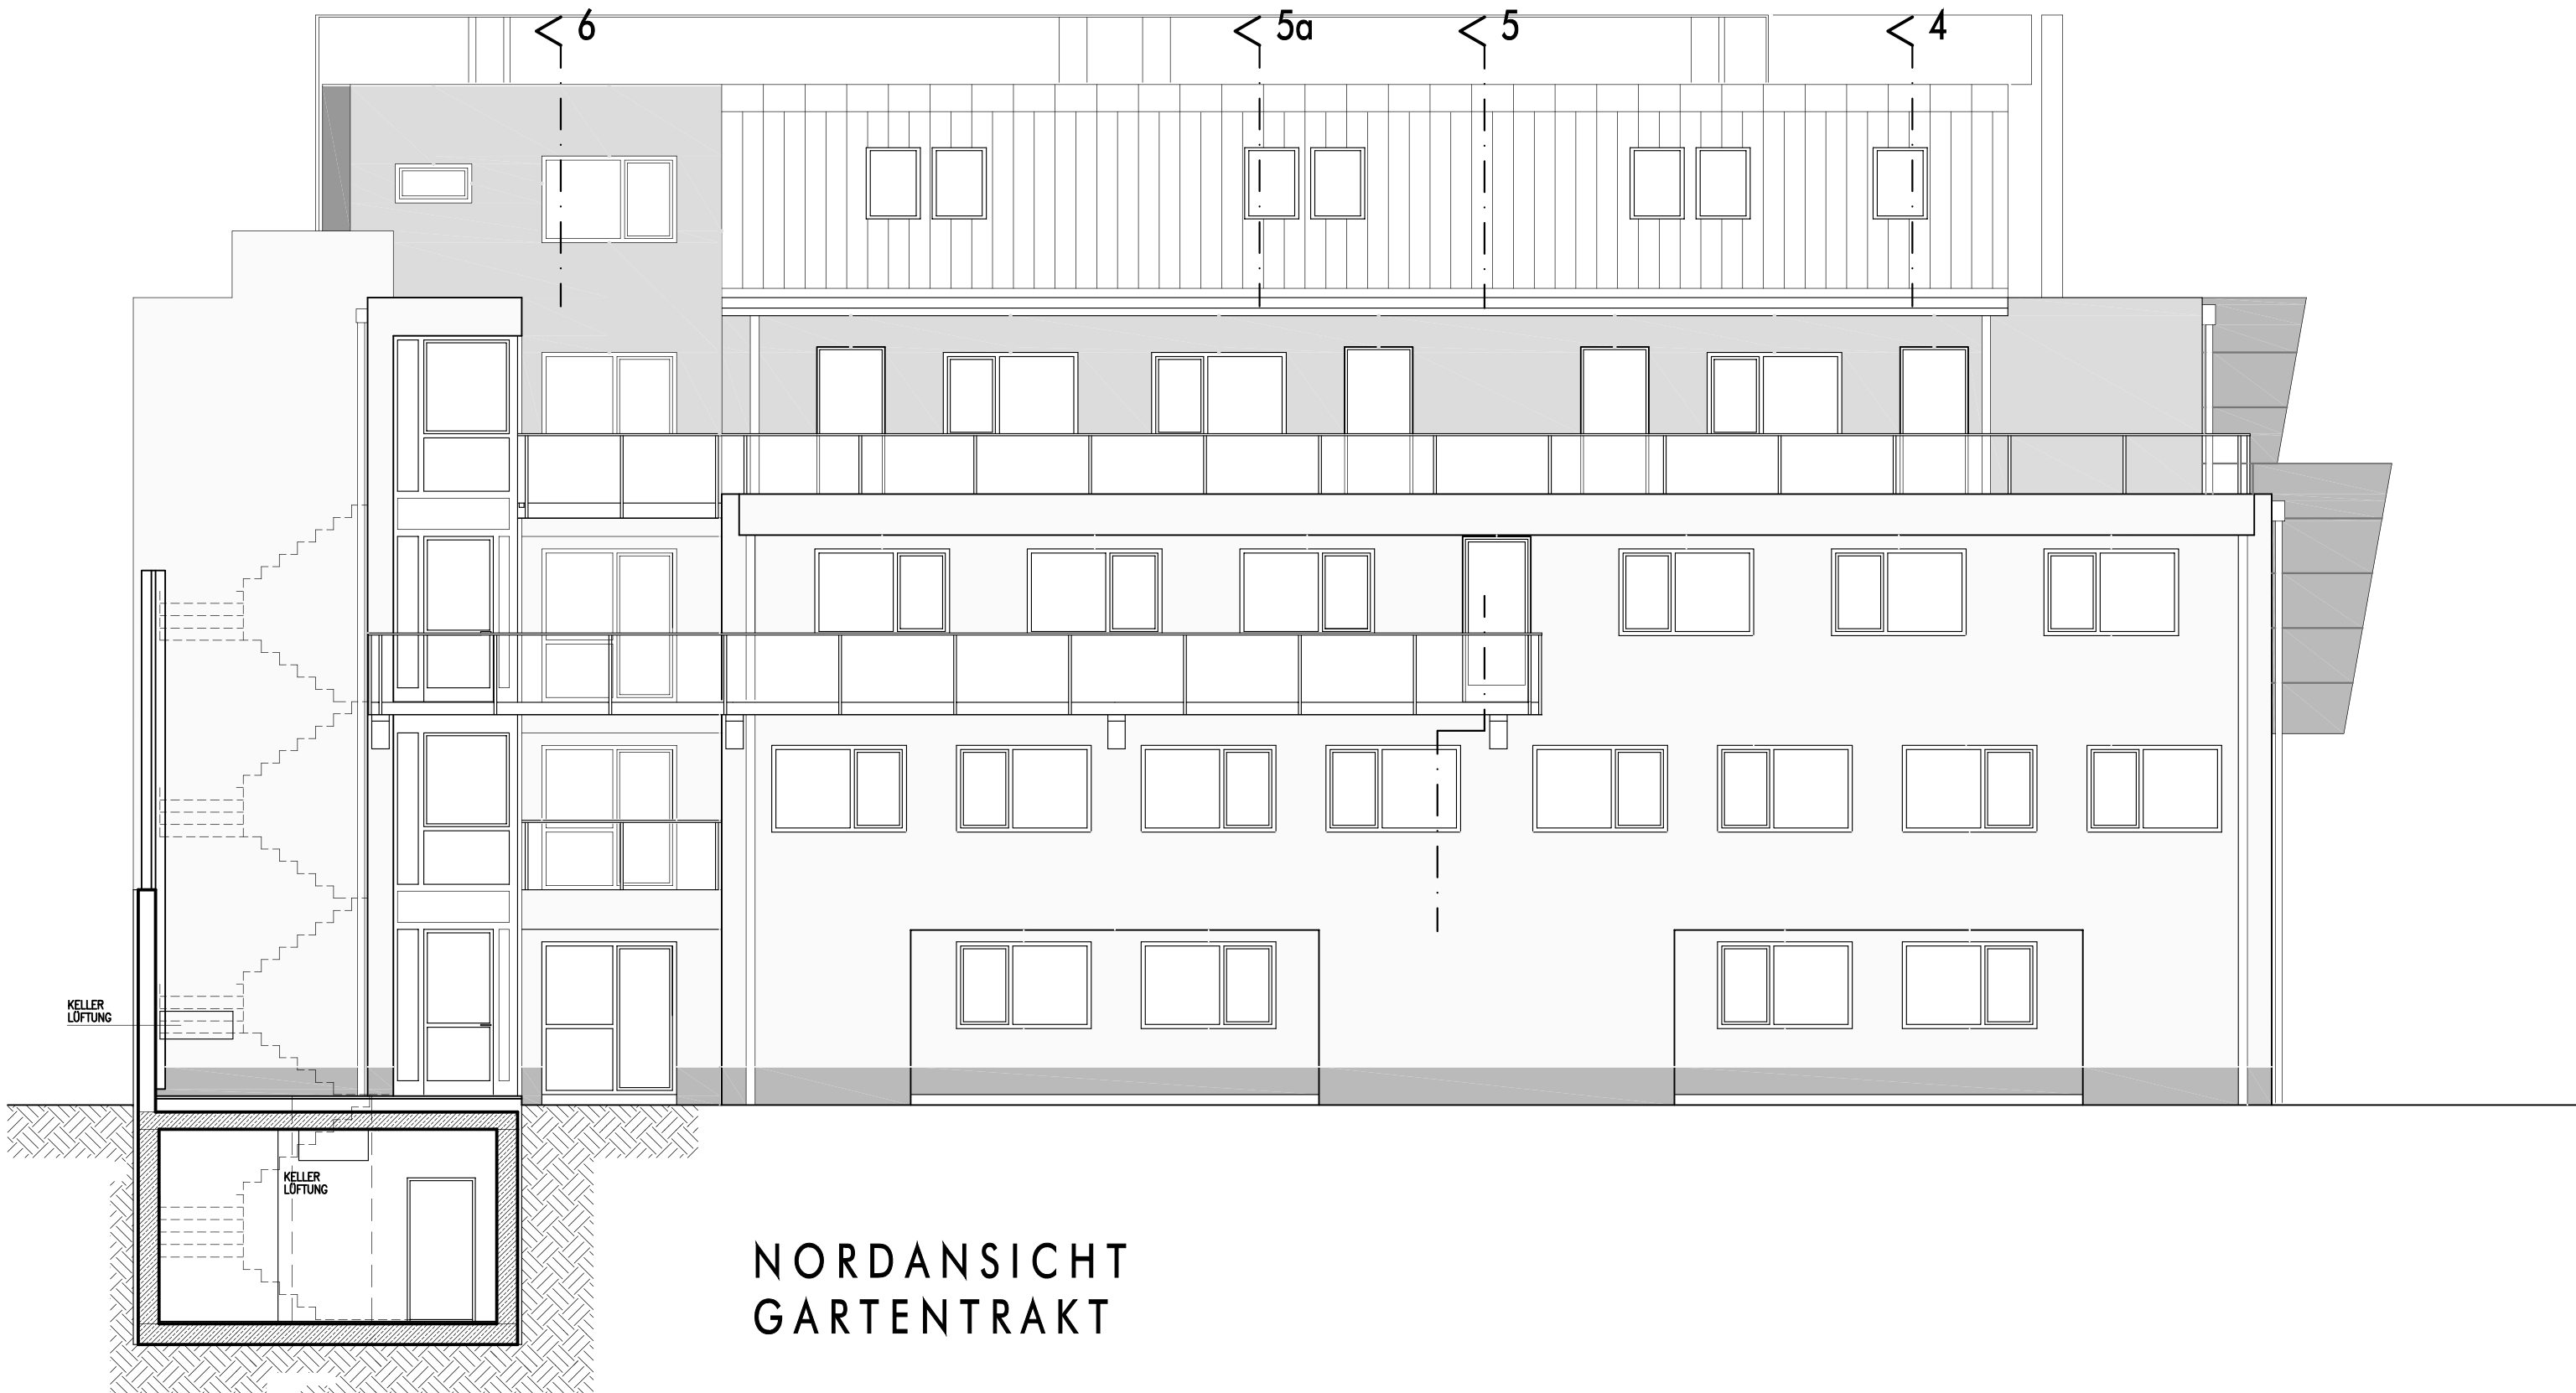 6
5a
5
4
KELLER
LÜFTUNG
KELLER
LÜFTUNG
NORDANSICHT
GARTENTRAKT